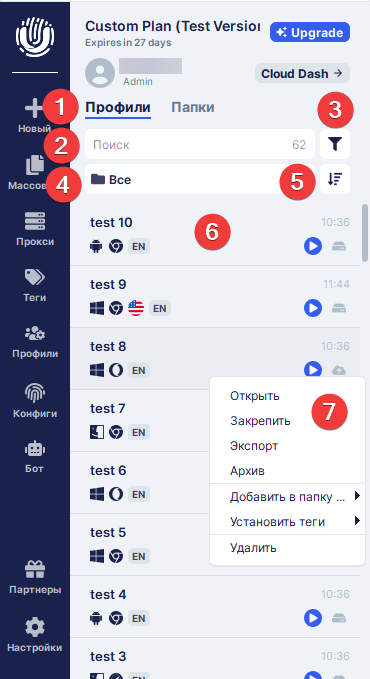 Custom Plan (Test Version
Expires in 27 days
Upgrade
Admin
Cloud Dash →
1
Новый
Профили
Папки
3
2
Поиск
62
Массово
4
Все
5
Прокси
Теги
Профили
Конфиги
Бот
Партнеры
Настройки
test 10
6
10:36
EN
test 9
11:44
EN
test 8
10:36
EN
test 7
EN
test 6
EN
test 5
EN
test 4
10:36
EN
test 3
10:36
EN
7
Открыть
Закрепить
Экспорт
Архив
Добавить в папку ...
Установить теги
Удалить